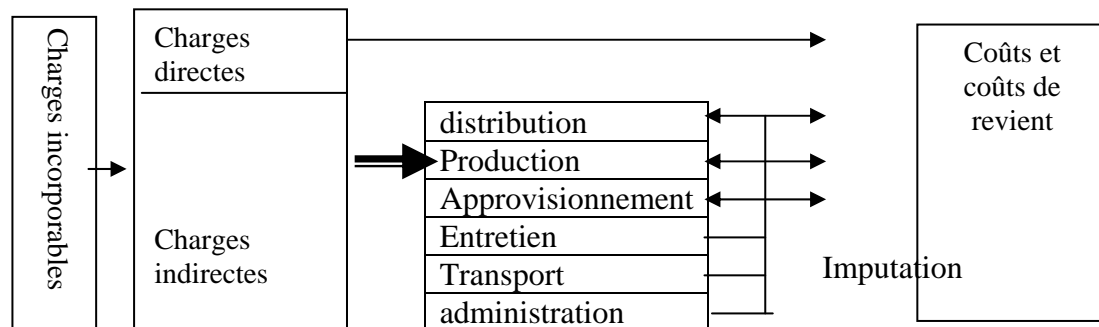 Charges incorporables
Charges
directes
Charges
indirectes
distribution
Production
Approvisionnement
Entretien
Transport
administration
Imputation
Coûts et
coûts de
revient